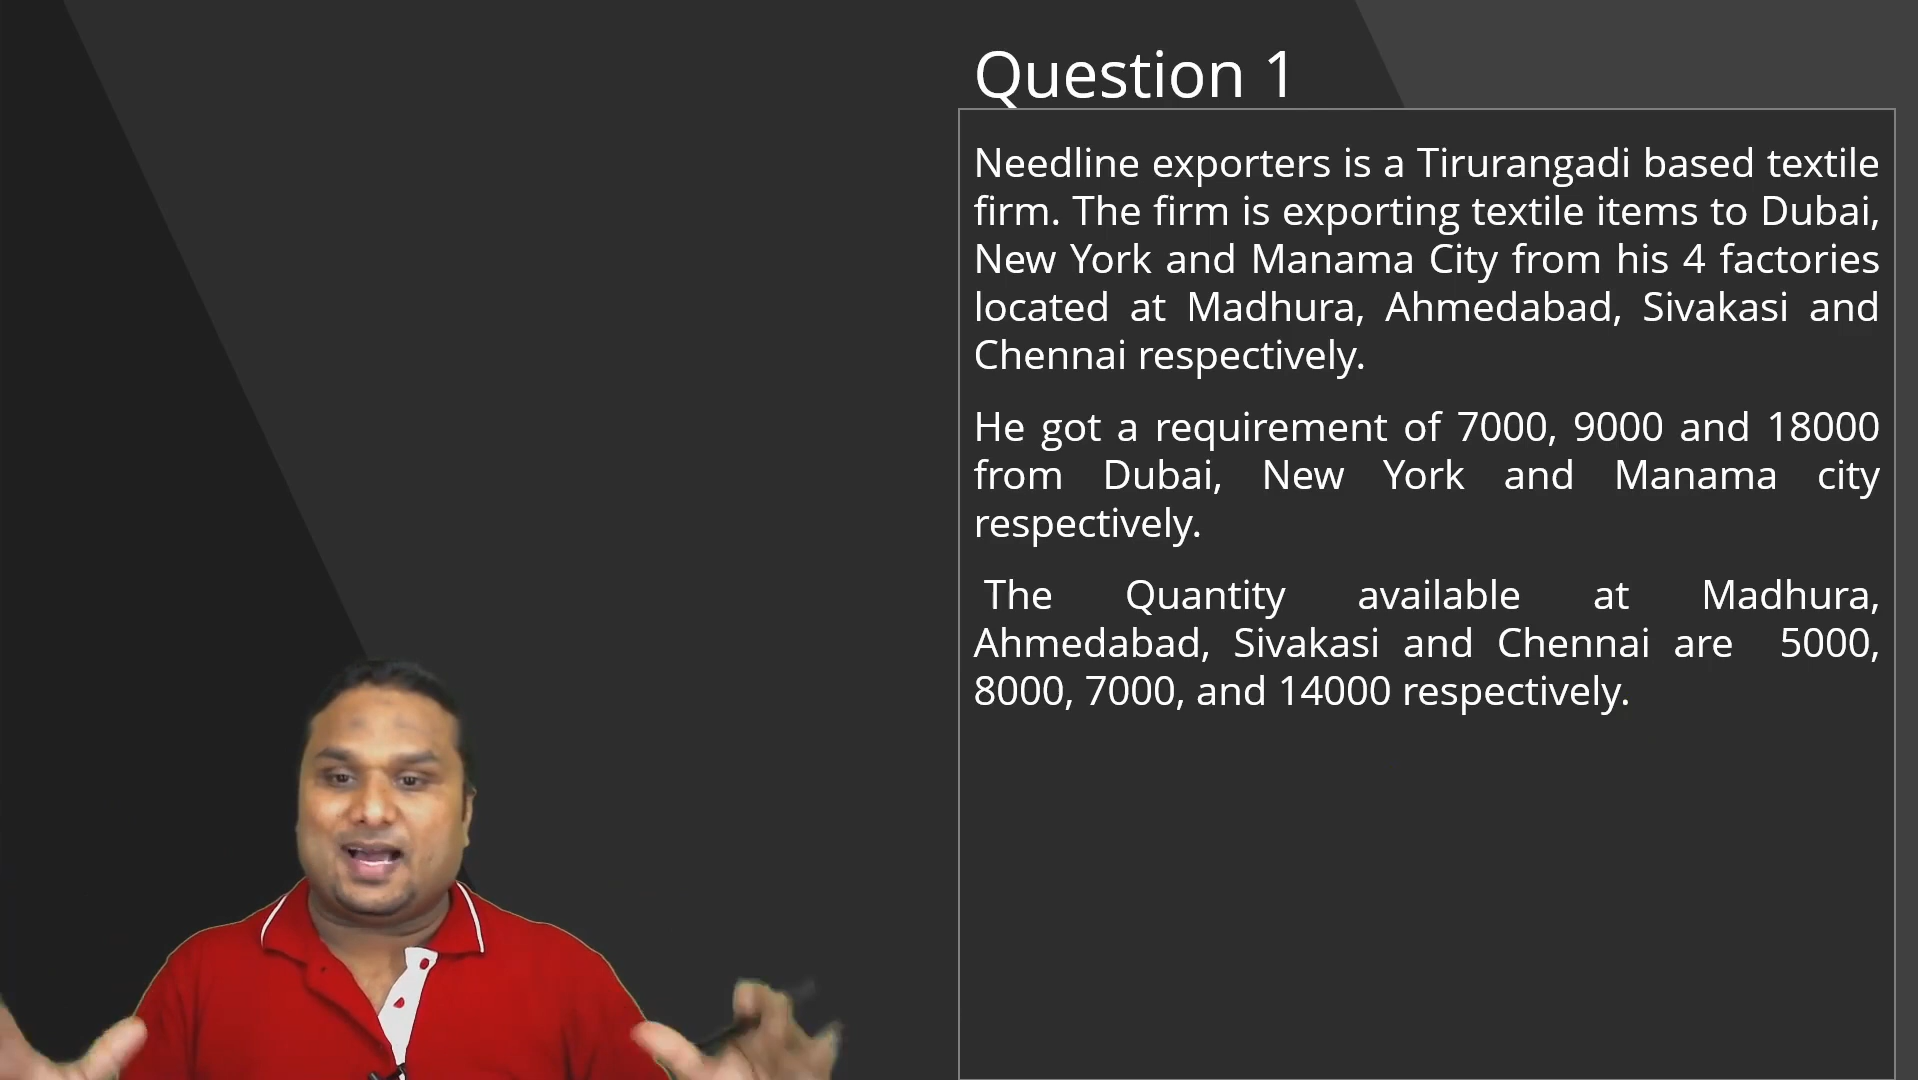 Question 1
Needline exporters is a Tirurangadi based textile
firm. The firm is exporting textile items to Dubai,
New York and Manama City from his 4 factories
located at Madhura, Ahmedabad, Sivakasi and
Chennai respectively.
He got a requirement of 7000, 9000 and 18000
from Dubai, New York and Manama city
respectively.
The Quantity available at Madhura,
Ahmedabad, Sivakasi and Chennai are 5000,
8000, 7000, and 14000 respectively.